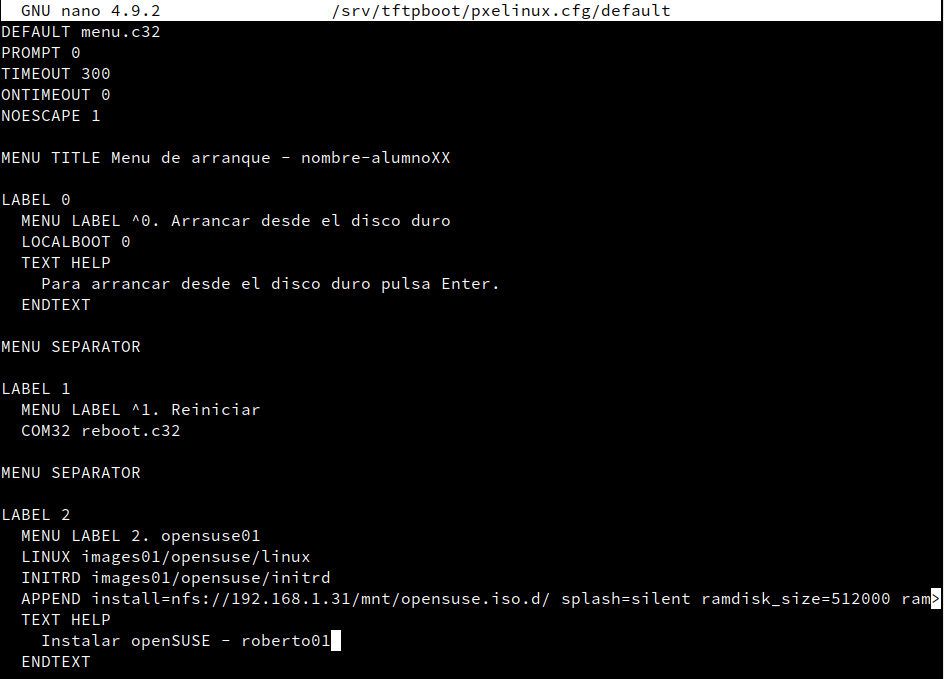 GNU nano 4.9.2 /srv/tftpboot/pxelinux.cfg/default
DEFAULT menu.c32
PROMPT 0
TIMEOUT 300
ONTIMEOUT 0
NOESCAPE 1
MENU TITLE Menu de arranque - nombre-alumnoXX
LABEL 0
MENU LABEL ^0. Arrancar desde el disco duro
LOCALBOOT 0
TEXT HELP
Para arrancar desde el disco duro pulsa Enter.
ENDTEXT
MENU SEPARATOR
LABEL 1
MENU LABEL ^1. Reiniciar
COM32 reboot.c32
MENU SEPARATOR
LABEL 2
MENU LABEL 2. opensuse01
LINUX images01/opensuse/linux
INITRD images01/opensuse/initrd
APPEND install=nfs://192.168.1.31/mnt/opensuse.iso.d/ splash=silent ramdisk_size=512000 ram>
TEXT HELP
Instalar openSUSE - roberto01
ENDTEXT